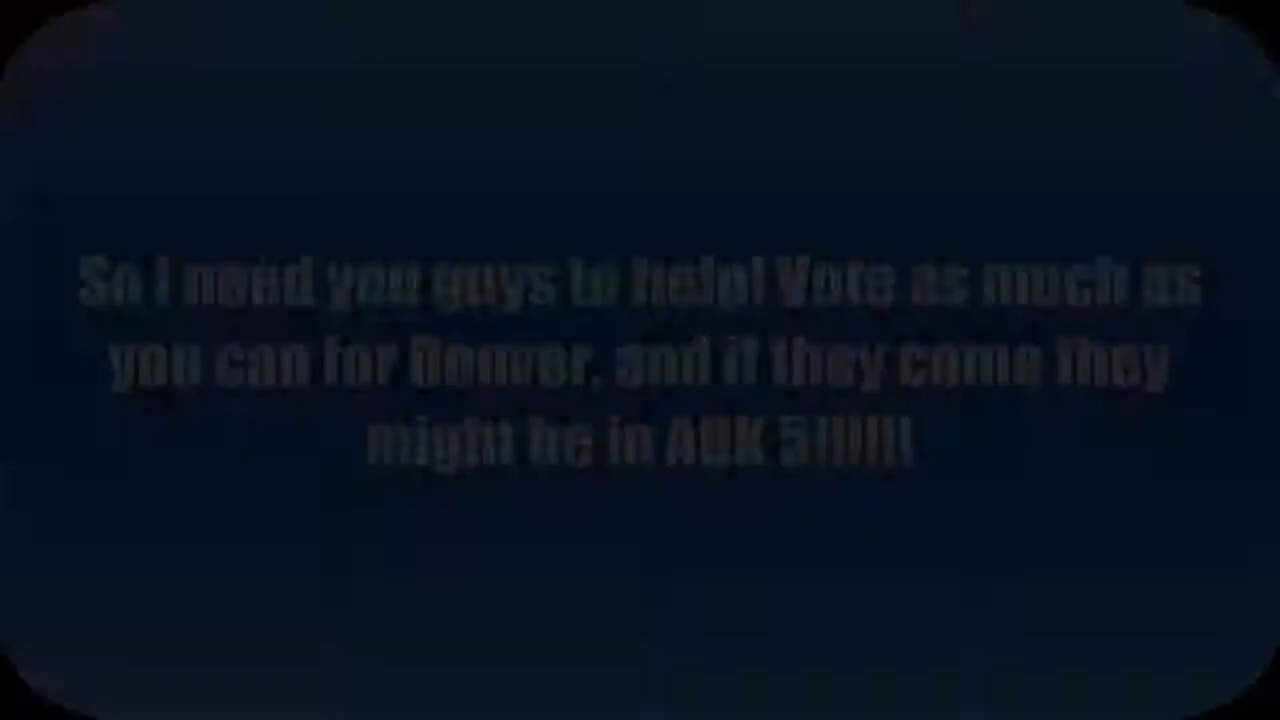 So I need you guys to help! Vote as much as
you can for Denver, and if they come they
might be in AUK 5!!!!!!